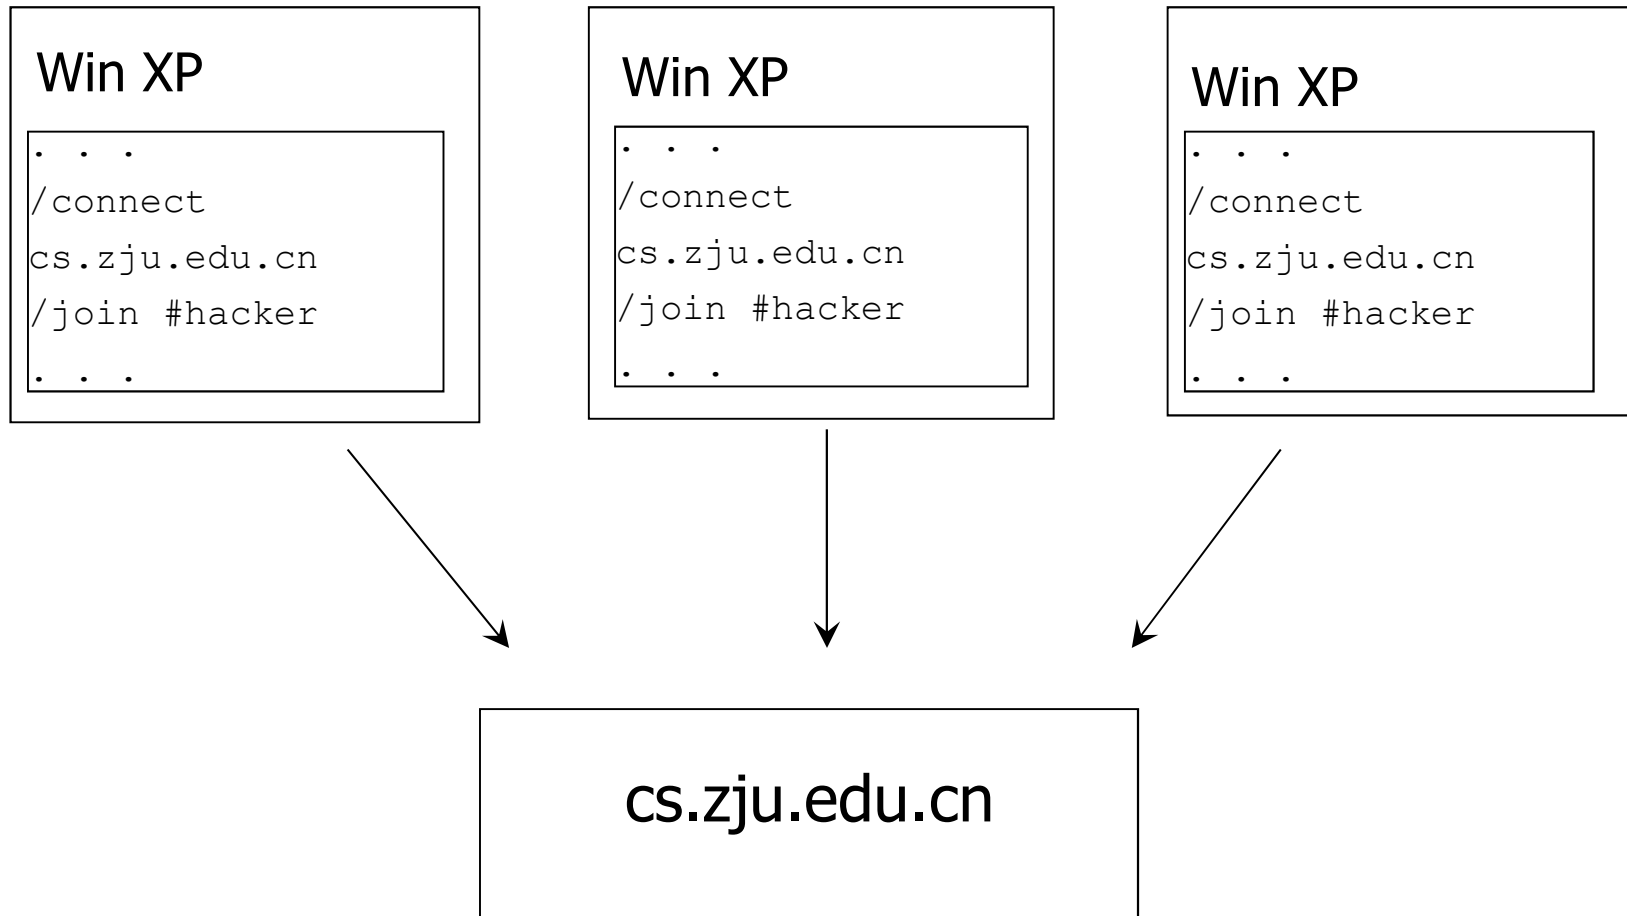 Win XP
. . .
/connect
cs.zju.edu.cn
/join #hacker
. . .
Win XP
. . .
/connect
cs.zju.edu.cn
/join #hacker
. . .
Win XP
. . .
/connect
cs.zju.edu.cn
/join #hacker
. . .
cs.zju.edu.cn